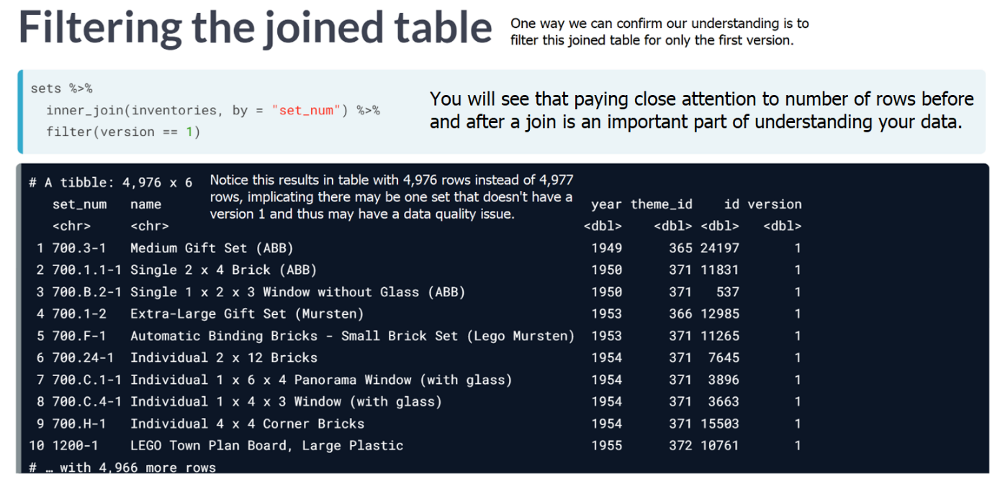 Filtering the joined table
One way we can confirm our understanding is to
filter this joined table for only the first version.
sets %>%
inner_join(inventories, by = "set_num") %>%
filter(version == 1)
You will see that paying close attention to number of rows before
and after a join is an important part of understanding your data.
# A tibble: 4,976 x 6
Notice this results in table with 4,976 rows instead of 4,977
rows, implicating there may be one set that doesn't have a
version 1 and thus may have a data quality issue.
set_num name year theme_id id version
<chr> <chr> <dbl> <dbl> <dbl> <dbl>
1 700.3-1 Medium Gift Set (ABB) 1949 365 24197 1
2 700.1.1-1 Single 2 x 4 Brick (ABB) 1950 371 11831 1
3 700.B.2-1 Single 1 x 2 x 3 Window without Glass (ABB) 1950 371 537 1
4 700.1-2 Extra-Large Gift Set (Mursten) 1953 366 12985 1
5 700.F-1 Automatic Binding Bricks - Small Brick Set (Lego Mursten) 1953 371 11265 1
6 700.24-1 Individual 2 x 12 Bricks 1954 371 7645 1
7 700.C.1-1 Individual 1 x 6 x 4 Panorama Window (with glass) 1954 371 3896 1
8 700.C.4-1 Individual 1 x 4 x 3 Window (with glass) 1954 371 3663 1
9 700.H-1 Individual 4 x 4 Corner Bricks 1954 371 15503 1
10 1200-1 LEGO Town Plan Board, Large Plastic 1955 372 10761 1
# … with 4,966 more rows